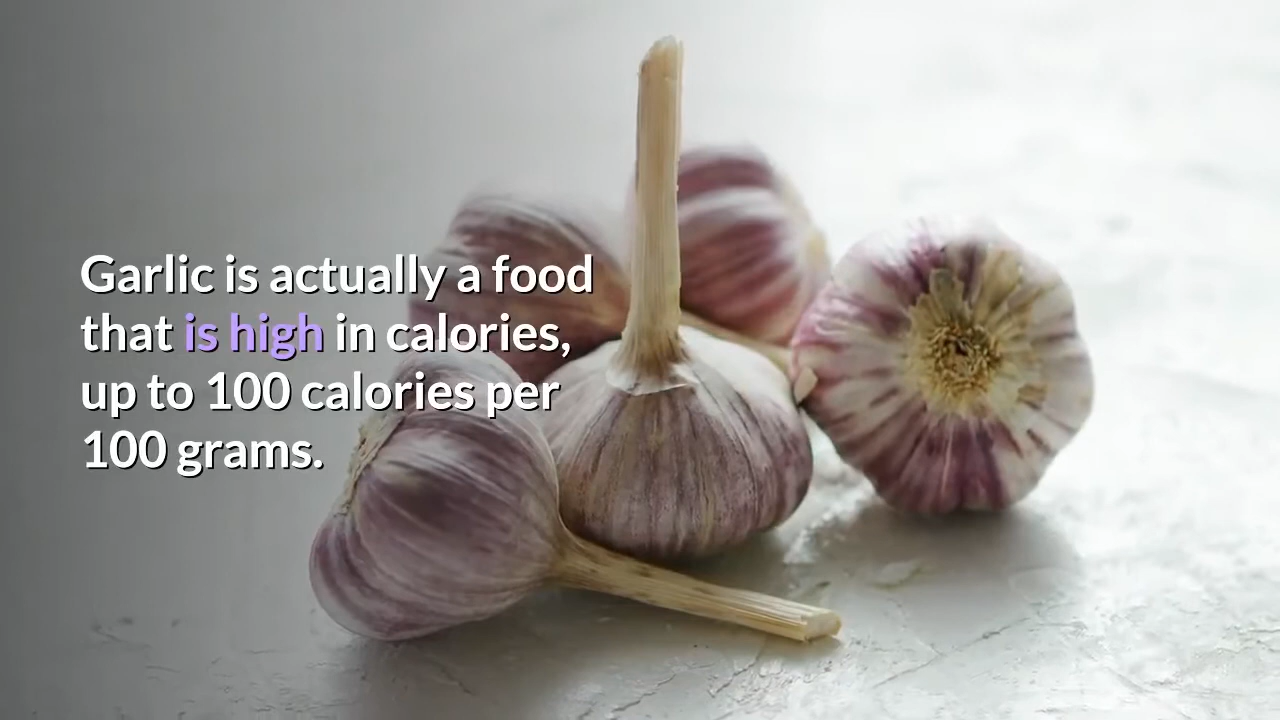 Garlic is actually a food
that is high in calories,
up to 100 calories per
100 grams.